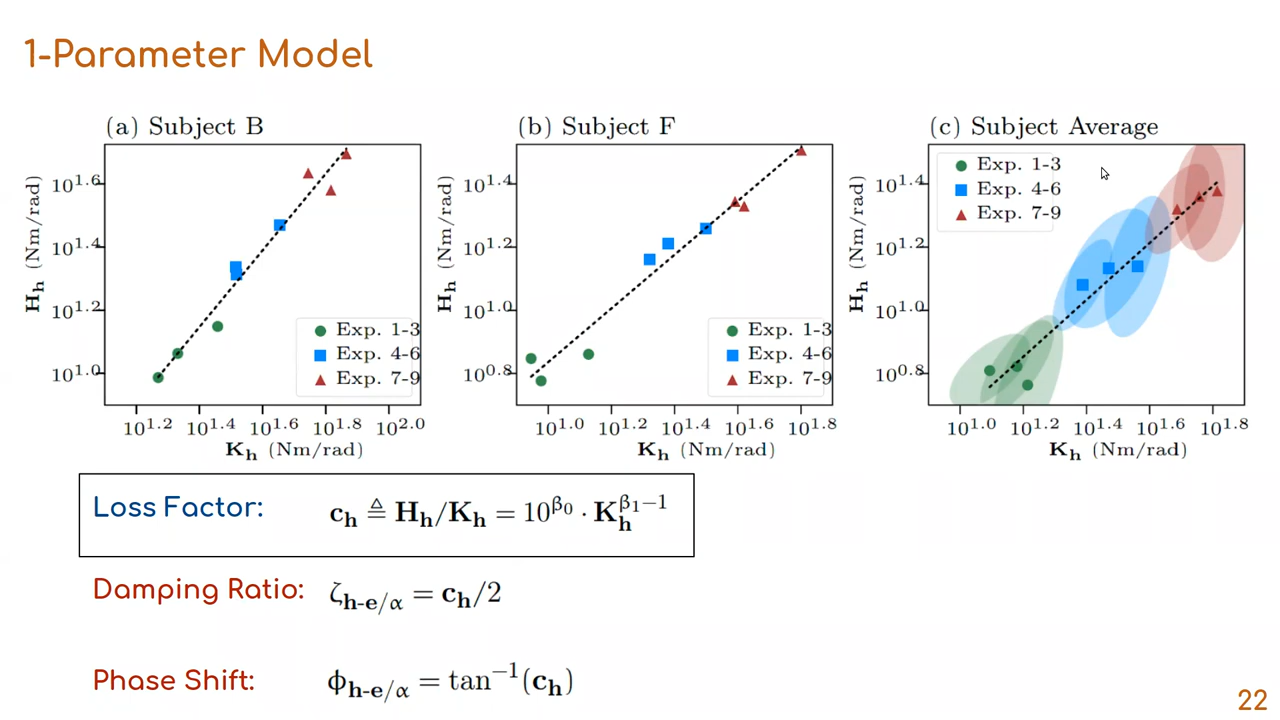 1-Parameter Model
(a) Subject B
H_h (Nm/rad)
10^1.6
10^1.4
10^1.2
10^1.0
Exp. 1-3
Exp. 4-6
Exp. 7-9
10^1.2 10^1.4 10^1.6 10^1.8 10^2.0
K_h (Nm/rad)
(b) Subject F
H_h (Nm/rad)
10^1.4
10^1.2
10^1.0
10^0.8
Exp. 1-3
Exp. 4-6
Exp. 7-9
10^1.0 10^1.2 10^1.4 10^1.6 10^1.8
K_h (Nm/rad)
(c) Subject Average
H_h (Nm/rad)
10^1.4
10^1.2
10^1.0
10^0.8
Exp. 1-3
Exp. 4-6
Exp. 7-9
10^1.0 10^1.2 10^1.4 10^1.6 10^1.8
K_h (Nm/rad)
Loss Factor: c_h ≜ H_h/K_h = 10^β₀ · K_h^(β₁−1)
Damping Ratio: ζ_h-e/α = c_h/2
Phase Shift: ϕ_h-e/α = tan⁻¹(c_h)
22